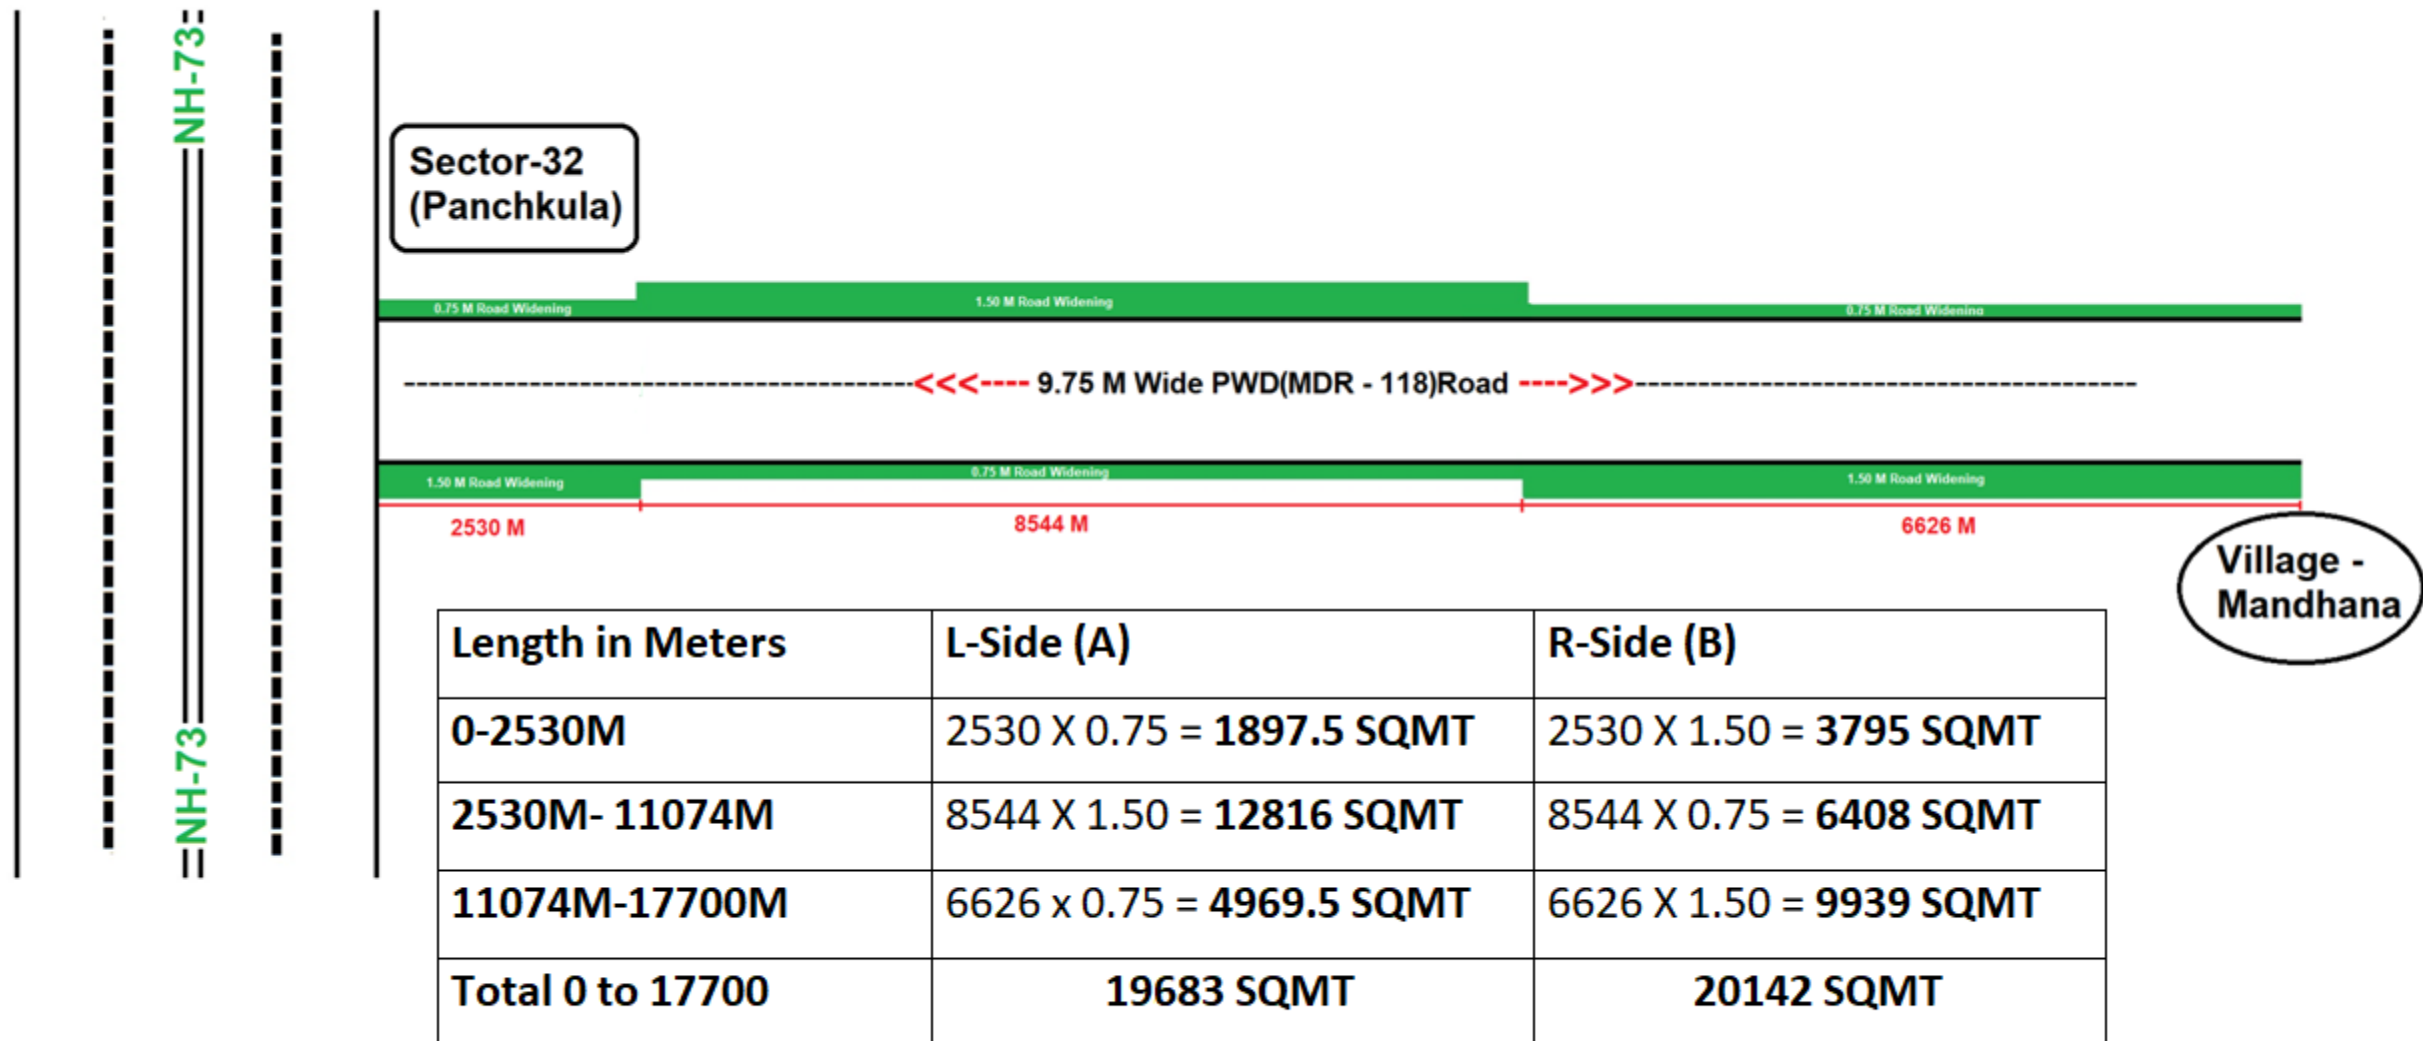 NH-73
Sector-32
(Panchkula)
0.75 M Road Widening
1.50 M Road Widening
0.75 M Road Widening
<<<---- 9.75 M Wide PWD(MDR - 118)Road ---->>>
1.50 M Road Widening
0.75 M Road Widening
1.50 M Road Widening
2530 M
8544 M
6626 M
Village -
Mandhana
NH-73
Length in Meters L-Side (A) R-Side (B)
0-2530M 2530 X 0.75 = 1897.5 SQMT 2530 X 1.50 = 3795 SQMT
2530M- 11074M 8544 X 1.50 = 12816 SQMT 8544 X 0.75 = 6408 SQMT
11074M-17700M 6626 x 0.75 = 4969.5 SQMT 6626 X 1.50 = 9939 SQMT
Total 0 to 17700 19683 SQMT 20142 SQMT